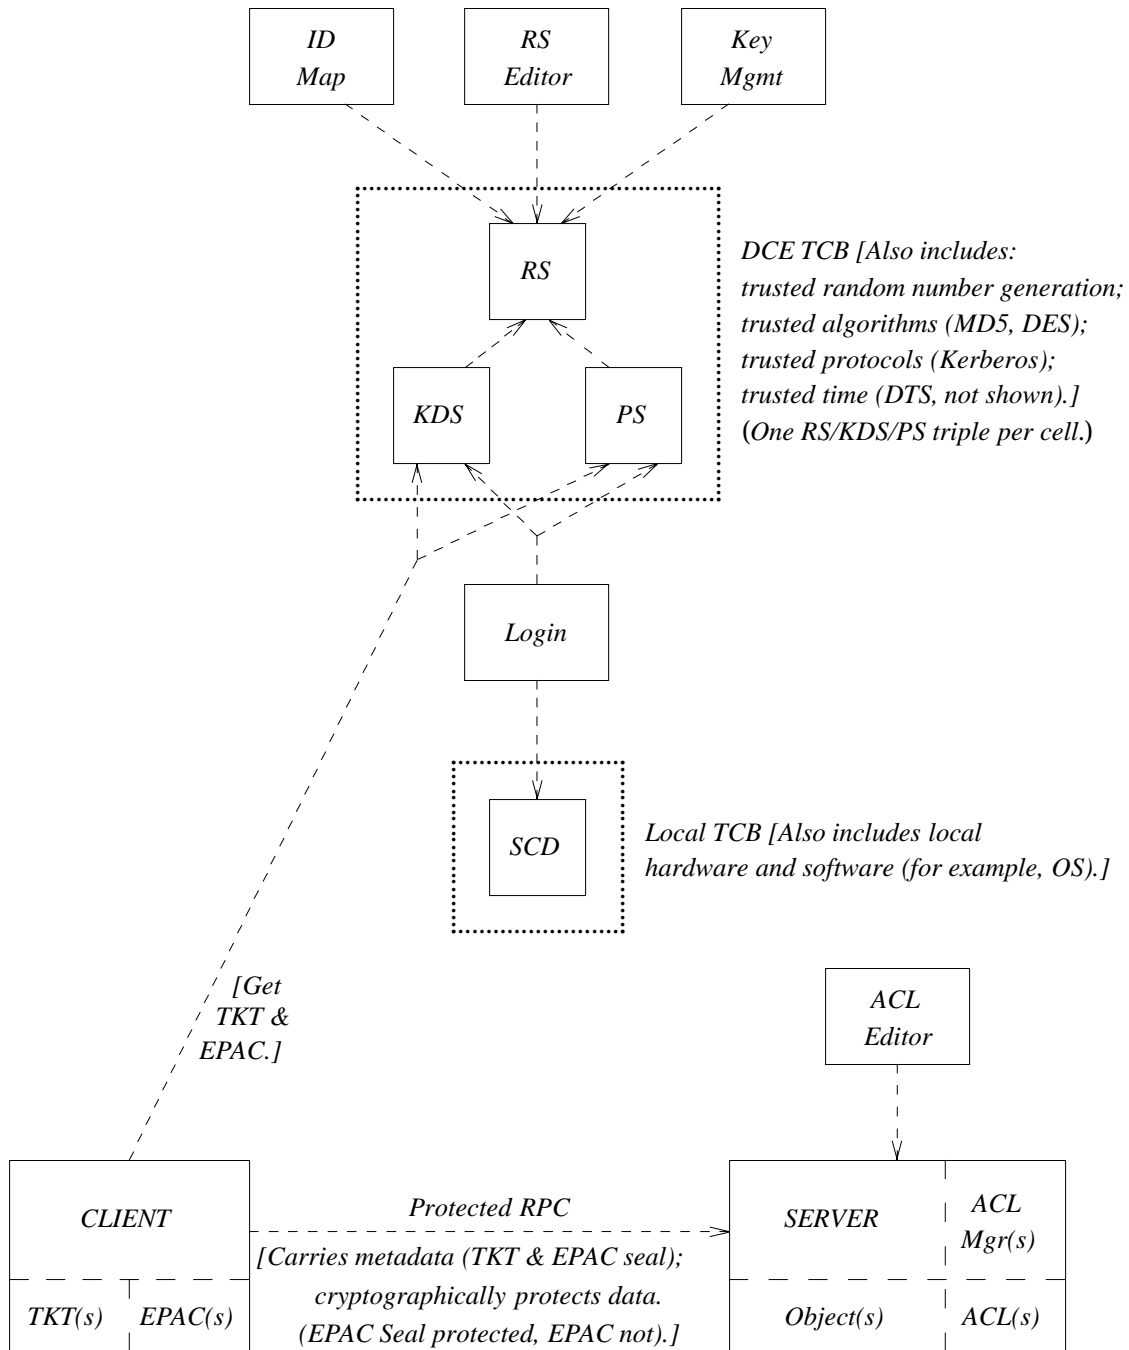 ID
Map
RS
Editor
Key
Mgmt
RS
DCE TCB [Also includes:
trusted random number generation;
trusted algorithms (MD5, DES);
trusted protocols (Kerberos);
trusted time (DTS, not shown).]
(One RS/KDS/PS triple per cell.)
KDS
PS
Login
SCD
Local TCB [Also includes local
hardware and software (for example, OS).]
[Get
TKT &
EPAC.]
ACL
Editor
CLIENT
TKT(s)
EPAC(s)
Protected RPC
[Carries metadata (TKT & EPAC seal);
cryptographically protects data.
(EPAC Seal protected, EPAC not).]
SERVER
ACL
Mgr(s)
Object(s)
ACL(s)